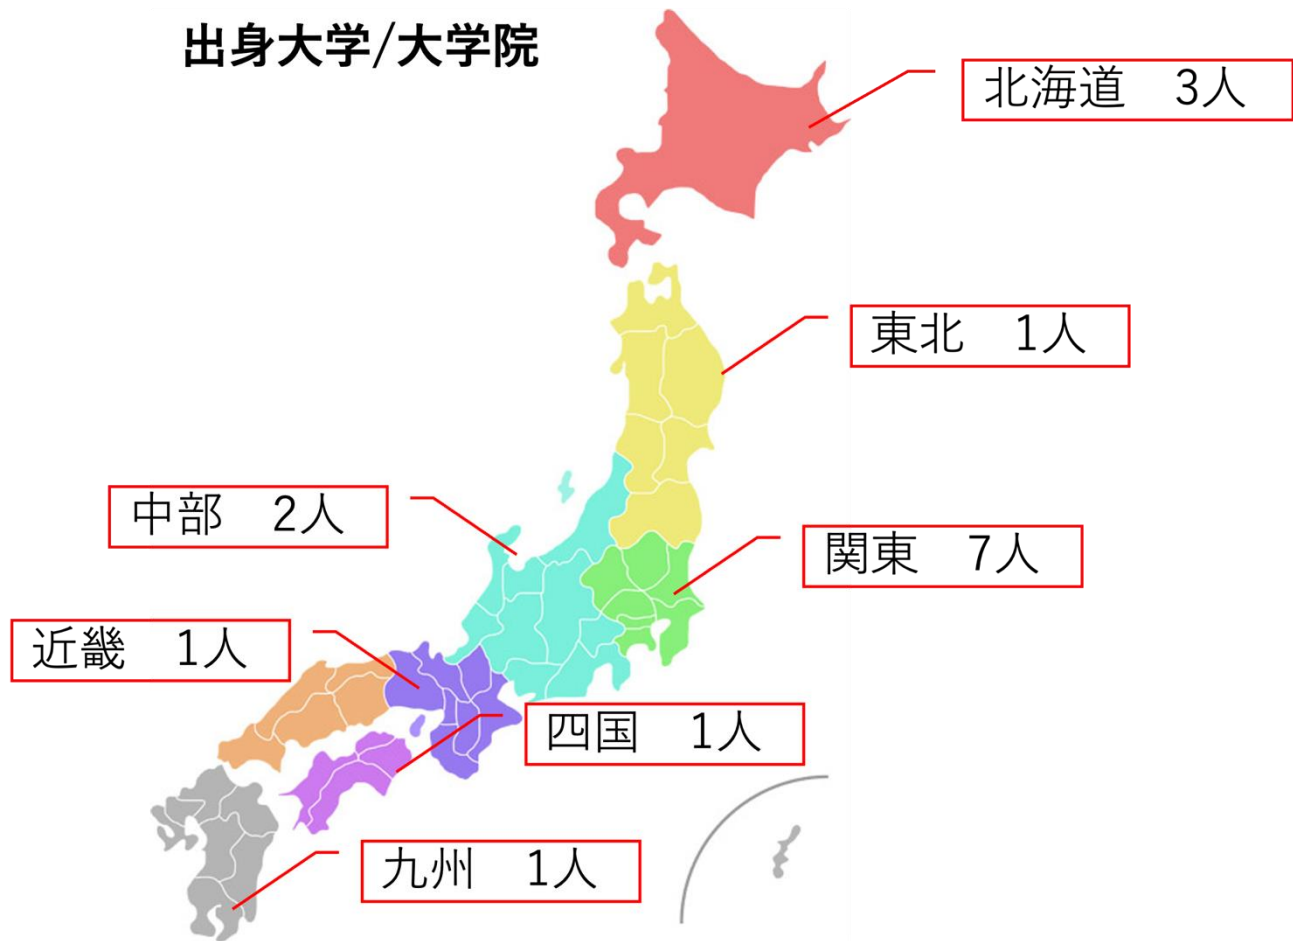 出身大学/大学院
北海道　3人
東北　1人
中部　2人
関東　7人
近畿　1人
四国　1人
九州　1人